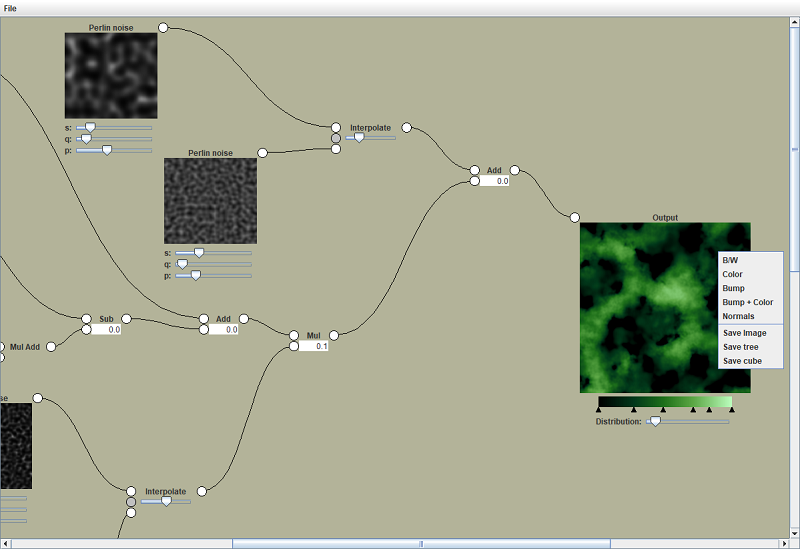 File
Perlin noise
s:
q:
p:
Interpolate
Perlin noise
s:
q:
p:
Add
0.0
Output
B/W
Color
Bump
Bump + Color
Normals
Save Image
Save tree
Save cube
Distribution:
Sub
0.0
Add
0.0
Mul
0.1
Mul Add
se
Interpolate